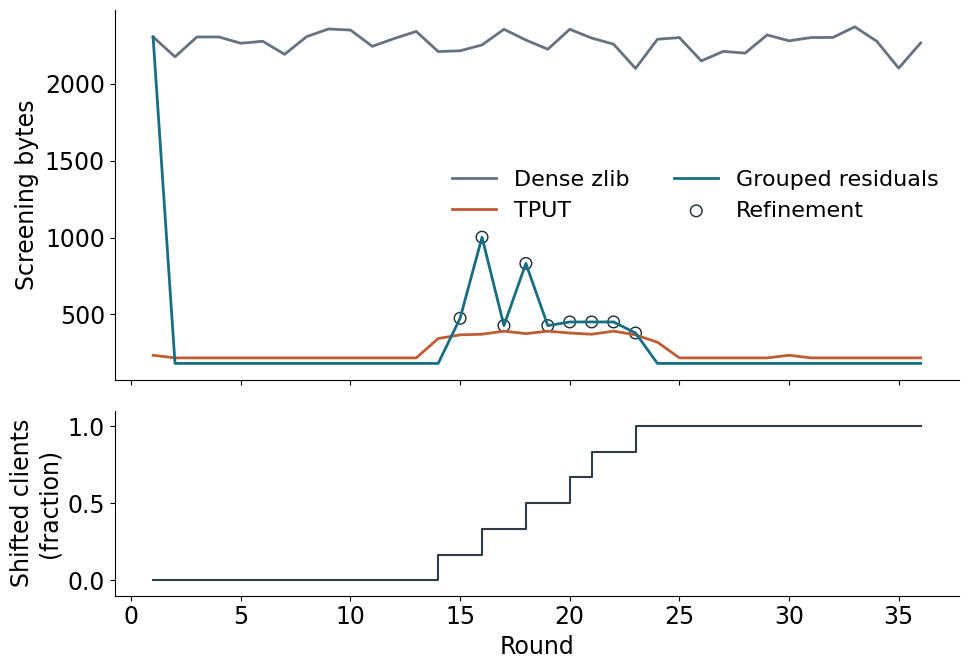 Screening bytes
2000
1500
1000
500
Dense zlib
TPUT
Grouped residuals
Refinement
Shifted clients
(fraction)
1.0
0.5
0.0
0 5 10 15 20 25 30 35
Round